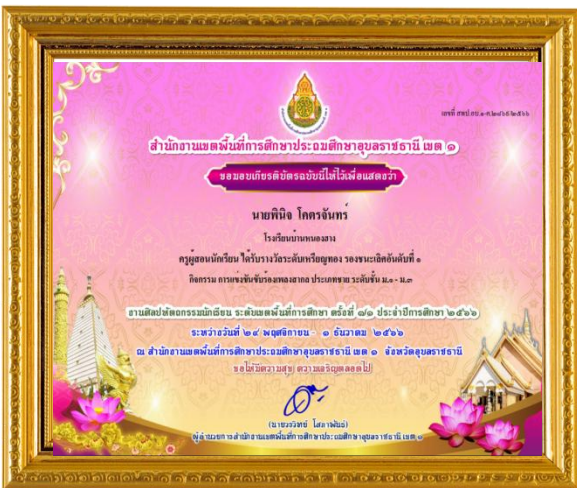 สำนักงานเขตพื้นที่การศึกษาประถมศึกษาอุบลราชธานี เขต ๑
ขอมอบเกียรติบัตรฉบับนี้ให้ไว้เพื่อแสดงว่า
นายพินิจ โคตรจันทร์
โรงเรียนบ้านหนองสาง
ครูผู้สอนนักเรียน ได้รับรางวัลระดับเหรียญทอง รองชนะเลิศอันดับที่ ๑
กิจกรรม การแข่งขันขับร้องเพลงสากล ประเภทชาย ระดับชั้น ม.๑ - ม.๓
งานศิลปหัตถกรรมนักเรียน ระดับเขตพื้นที่การศึกษา ครั้งที่ ๗๑ ประจำปีการศึกษา ๒๕๖๖
ระหว่างวันที่ ๒๙ พฤศจิกายน - ๑ ธันวาคม ๒๕๖๖
ณ สำนักงานเขตพื้นที่การศึกษาประถมศึกษาอุบลราชธานี เขต ๑ จังหวัดอุบลราชธานี
ขอให้มีความสุข ความเจริญตลอดไป
ผู้อำนวยการสำนักงานเขตพื้นที่การศึกษาประถมศึกษาอุบลราชธานี เขต ๑